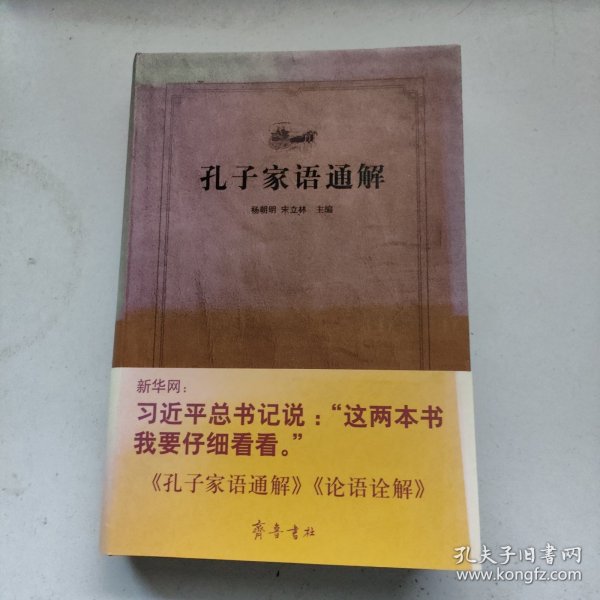 孔子家语通解
杨朝明 宋立林 主编
新华网：
习近平总书记说：“这两本书
我要仔细看看。”
《孔子家语通解》《论语诠解》
齊魯書社
孔夫子旧书网
www.kongfz.com